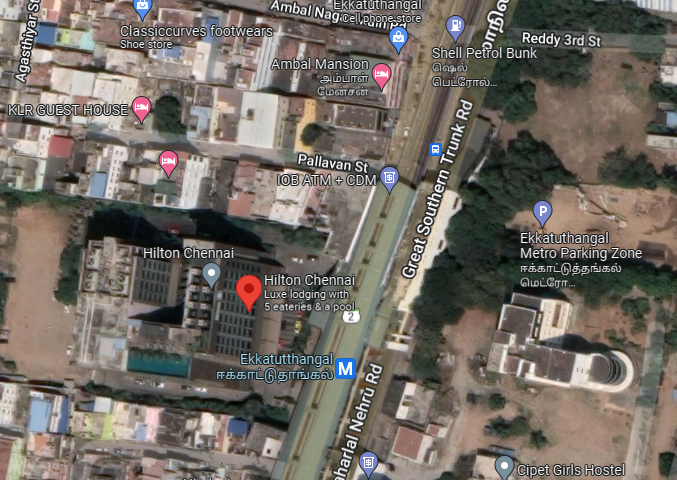 Agasthiyar St
Ambal Nagar Main Rd
Ekkatuthangal
Cell phone store
Classiccurves footwears
Shoe store
Shell Petrol Bunk
ஷெல்
பெட்ரோல்...
Reddy 3rd St
Ambal Mansion
அம்பாள்
மேன்சன்
KLR GUEST HOUSE
Pallavan St
IOB ATM + CDM
Great Southern Trunk Rd
P
Ekkatuthangal
Metro Parking Zone
ஈக்காட்டுத்தங்கல்
மெட்ரோ...
Hilton Chennai
Hilton Chennai
Luxe lodging with
5 eateries & a pool
2
Ekkatutthangal
ஈக்காட்டுதாங்கல்
M
aharlal Nehru Rd
Cipet Girls Hostel